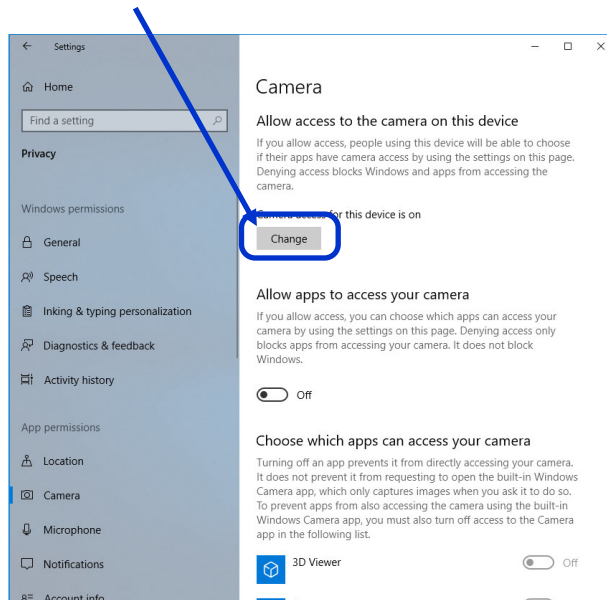 Settings
Home
Find a setting
Privacy
Windows permissions
General
Speech
Inking & typing personalization
Diagnostics & feedback
Activity history
App permissions
Location
Camera
Microphone
Notifications
Account info
Camera
Allow access to the camera on this device
If you allow access, people using this device will be able to choose
if their apps have camera access by using the settings on this page.
Denying access blocks Windows and apps from accessing the
camera.
Camera access for this device is on
Change
Allow apps to access your camera
If you allow access, you can choose which apps can access your
camera by using the settings on this page. Denying access only
blocks apps from accessing your camera. It does not block
Windows.
Off
Choose which apps can access your camera
Turning off an app prevents it from directly accessing your camera.
It does not prevent it from requesting to open the built-in Windows
Camera app, which only captures images when you ask it to do so.
To prevent apps from also accessing the camera using the built-in
Windows Camera app, you must also turn off access to the Camera
app in the following list.
3D Viewer
Off